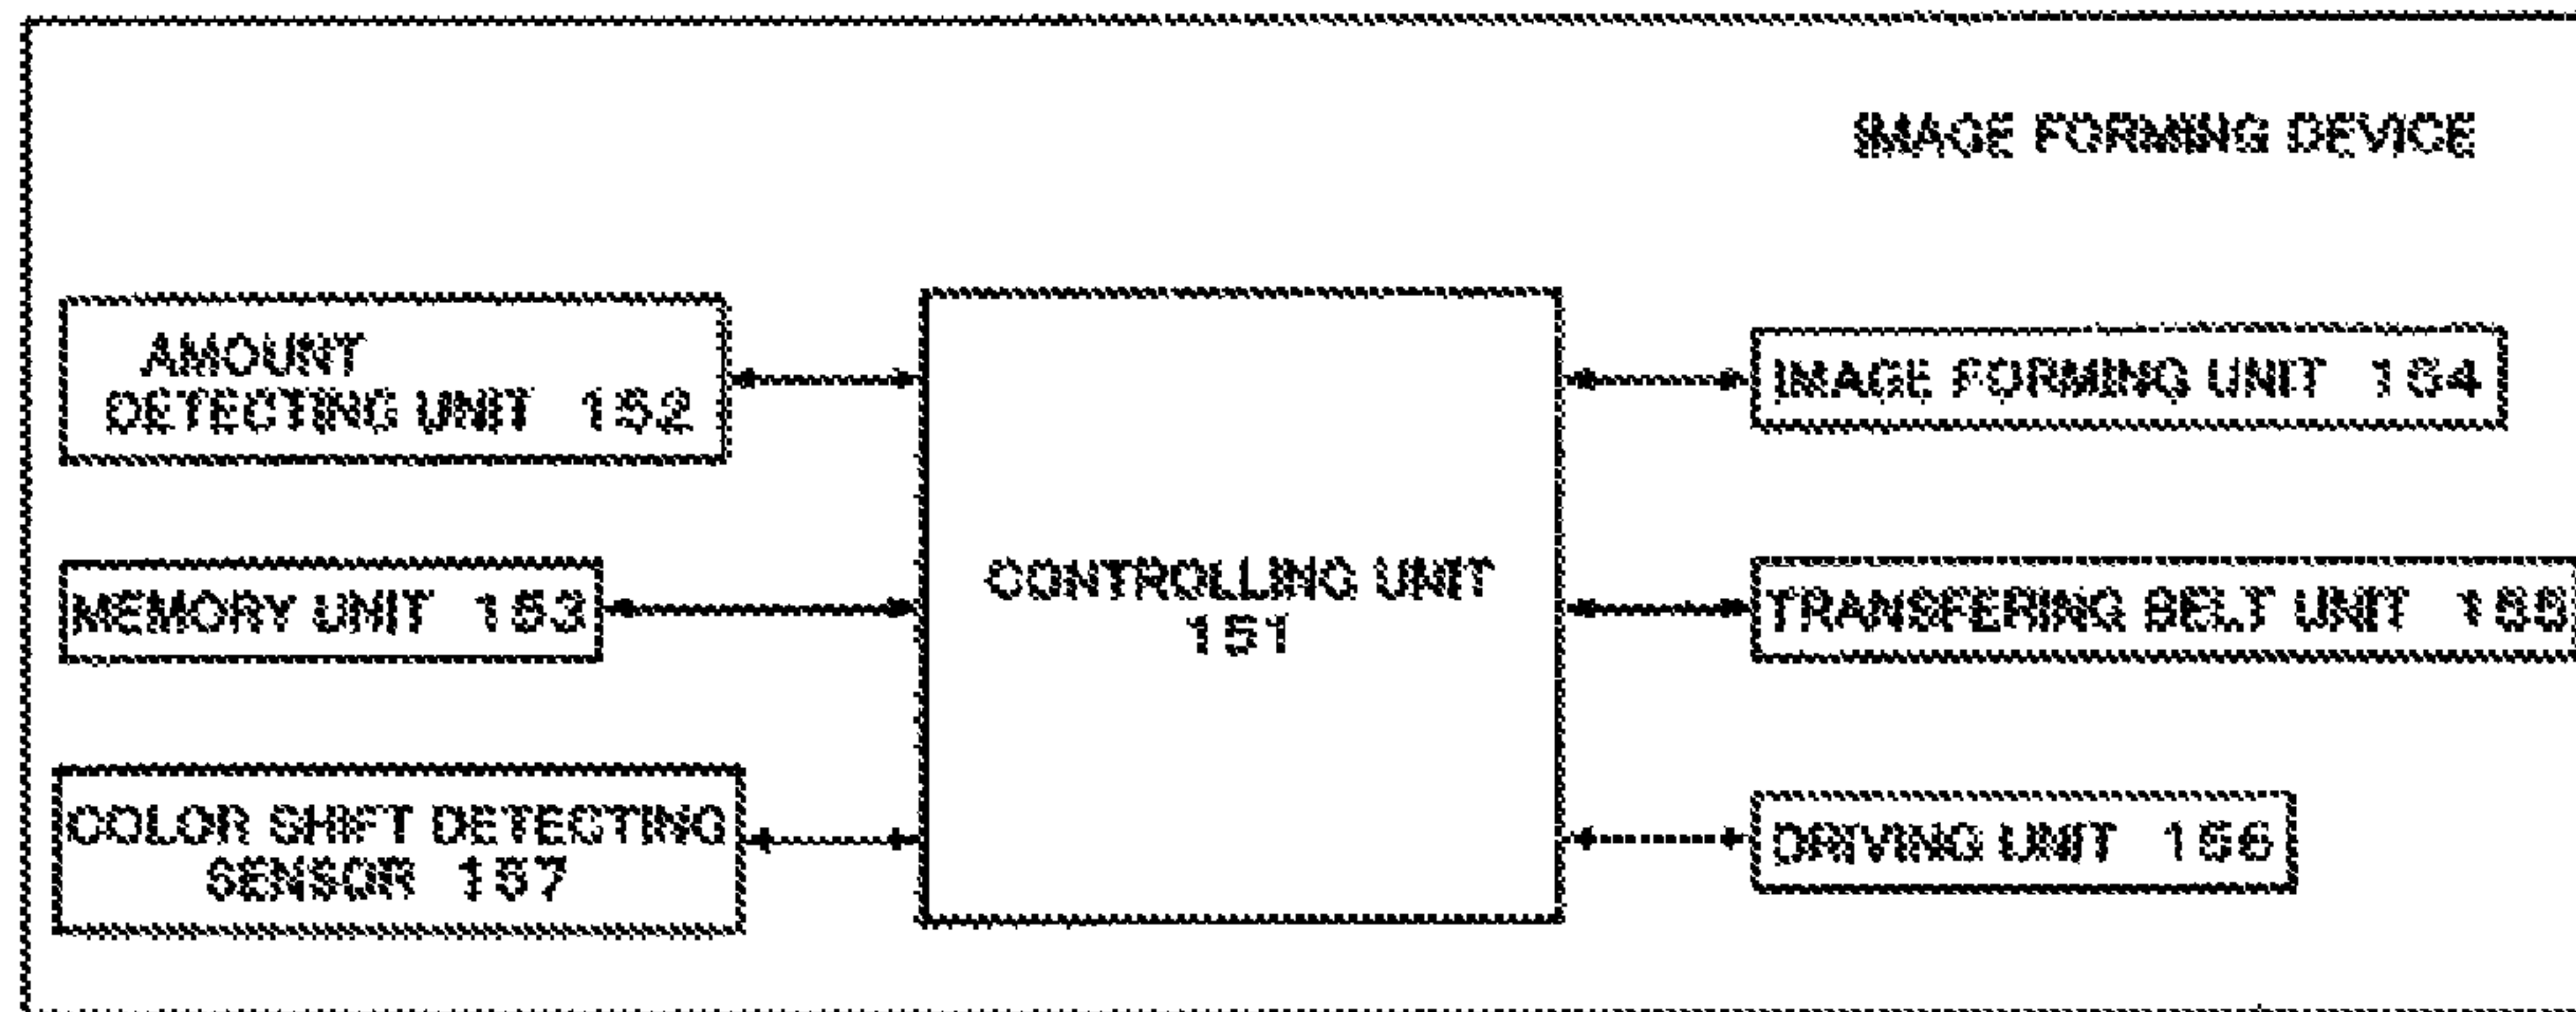 IMAGE FORMING DEVICE
AMOUNT
DETECTING UNIT 152
MEMORY UNIT 153
COLOR SHIFT DETECTING
SENSOR 157
CONTROLLING UNIT
151
IMAGE FORMING UNIT 154
TRANSFERING BELT UNIT 155
DRIVING UNIT 156